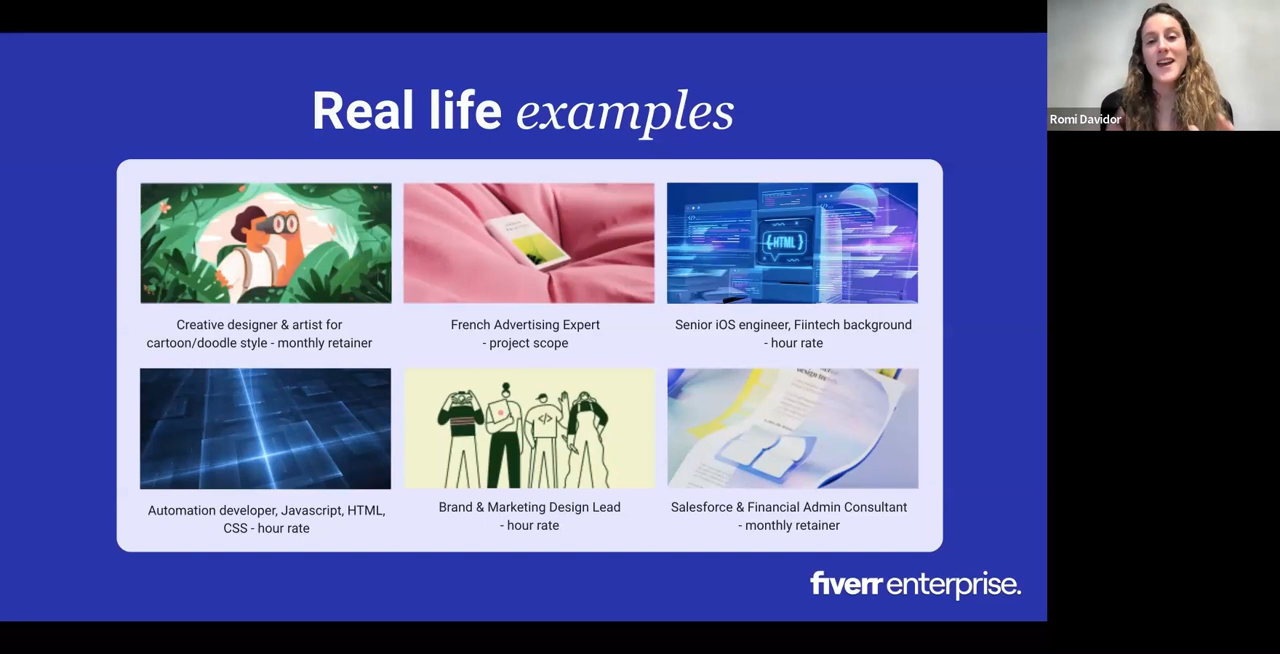 Real life examples
Romi Davidor
{HTML}
Creative designer & artist for
cartoon/doodle style - monthly retainer
French Advertising Expert
- project scope
Senior iOS engineer, Fiintech background
- hour rate
</>
Automation developer, Javascript, HTML,
CSS - hour rate
Brand & Marketing Design Lead
- hour rate
Salesforce & Financial Admin Consultant
- monthly retainer
fiverr enterprise.